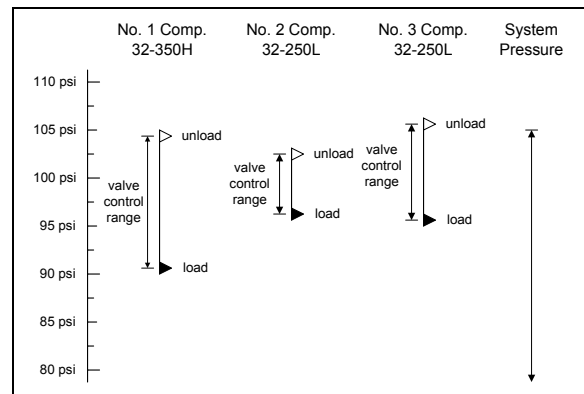 No. 1 Comp.
32-350H
No. 2 Comp.
32-250L
No. 3 Comp.
32-250L
System
Pressure
110 psi
105 psi
100 psi
95 psi
90 psi
85 psi
80 psi
unload
valve
control
range
load
unload
valve
control
range
load
unload
valve
control
range
load